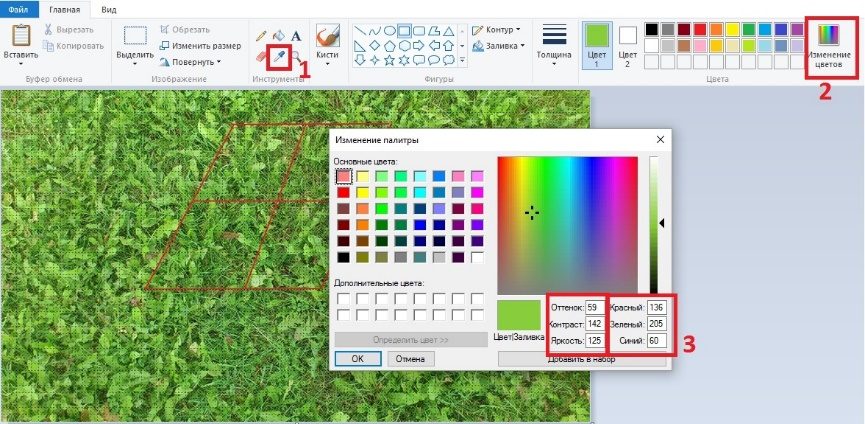 Файл Главная Вид
Вставить
Вырезать
Копировать
Буфер обмена
Выделить
Обрезать
Изменить размер
Повернуть
Изображение
A
1
Инструменты
Кисти
Контур
Заливка
Фигуры
Толщина
Цвет
1
Цвет
2
Цвета
Изменение
цветов
2
Изменение палитры
Основные цвета:
Дополнительные цвета:
Определить цвет >>
OK Отмена
Цвет|Заливка
Оттенок: 59 Красный: 136
Контраст: 142 Зеленый: 205
Яркость: 125 Синий: 60
3
Добавить в набор